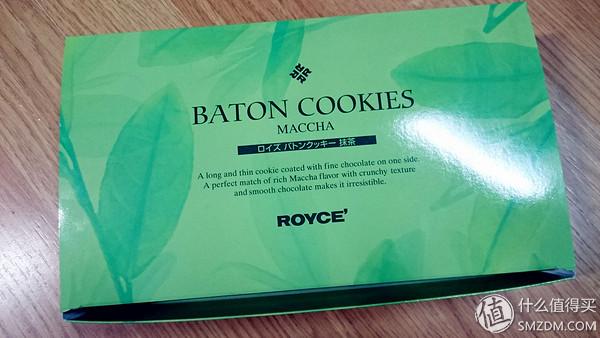 BATON COOKIES
MACCHA
ロイズ バトンクッキー 抹茶
A long and thin cookie coated with fine chocolate on one side.
A perfect match of rich Maccha flavor with crunchy texture
and smooth chocolate makes it irresistible.
ROYCE'
值 什么值得买
SMZDM.COM